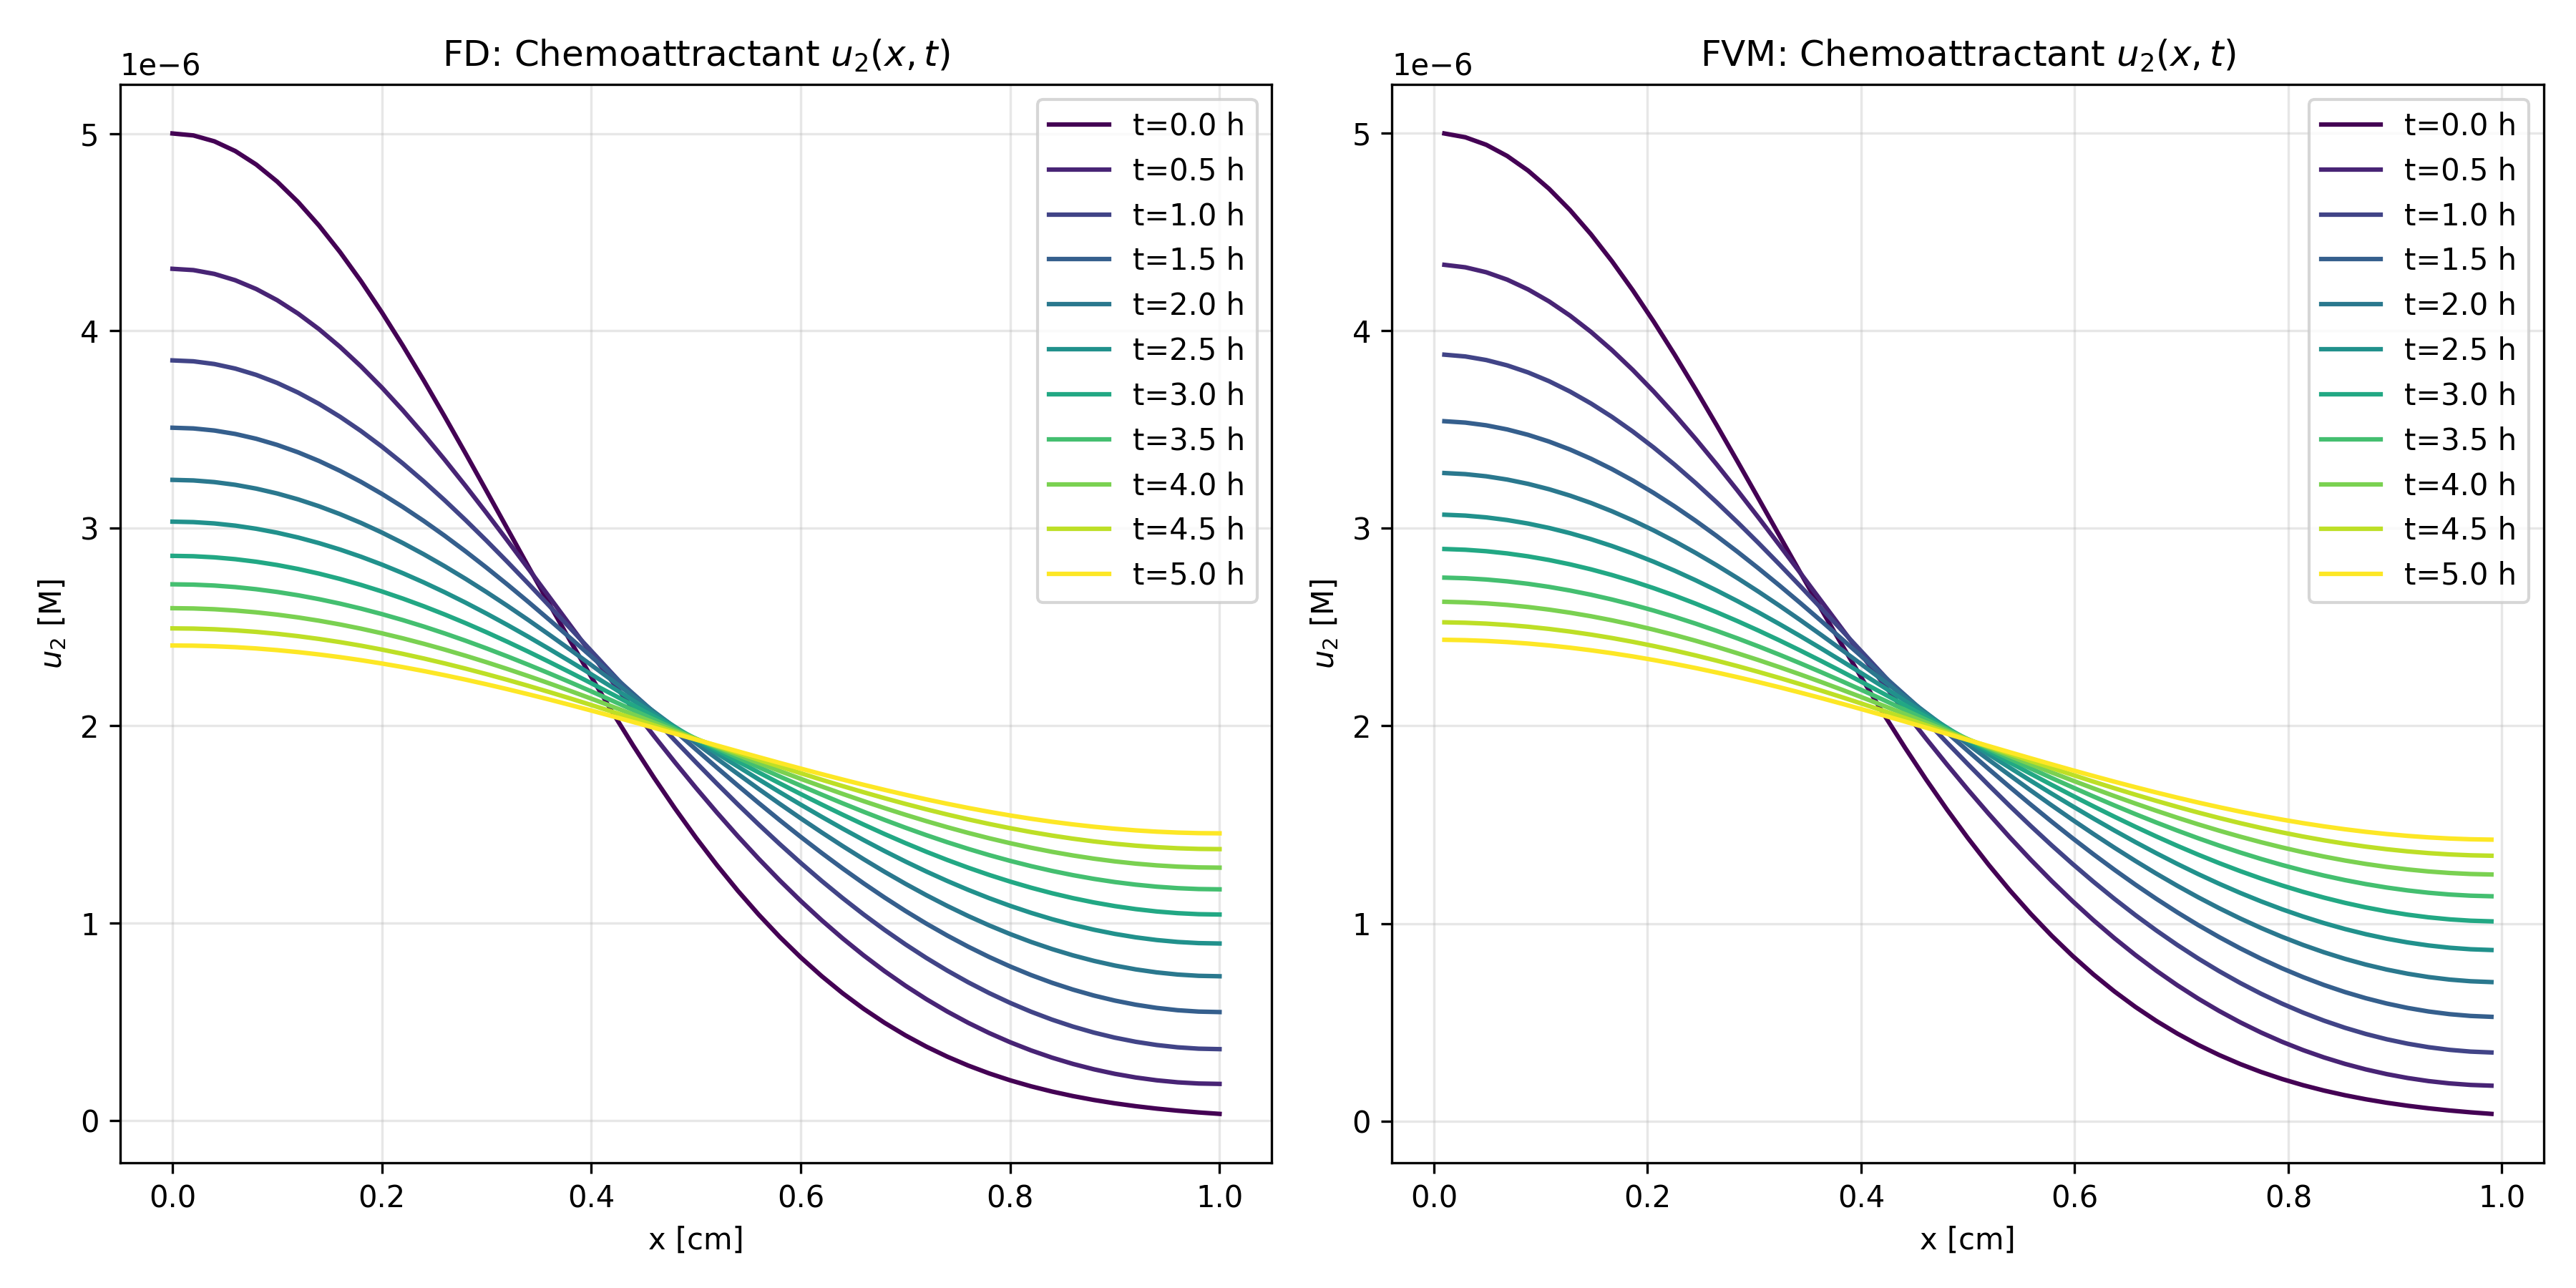 FD: Chemoattractant u₂(x, t)
1e−6
5
4
3
2
1
0
u₂ [M]
0.0 0.2 0.4 0.6 0.8 1.0
x [cm]
t=0.0 h
t=0.5 h
t=1.0 h
t=1.5 h
t=2.0 h
t=2.5 h
t=3.0 h
t=3.5 h
t=4.0 h
t=4.5 h
t=5.0 h
FVM: Chemoattractant u₂(x, t)
1e−6
5
4
3
2
1
0
u₂ [M]
0.0 0.2 0.4 0.6 0.8 1.0
x [cm]
t=0.0 h
t=0.5 h
t=1.0 h
t=1.5 h
t=2.0 h
t=2.5 h
t=3.0 h
t=3.5 h
t=4.0 h
t=4.5 h
t=5.0 h